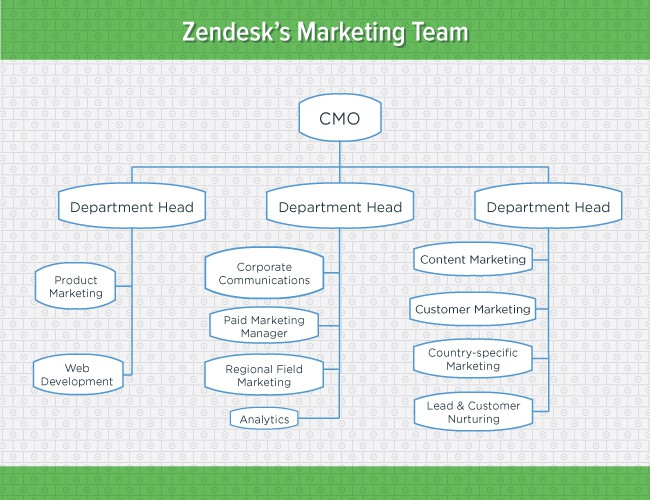 Zendesk’s Marketing Team
CMO
Department Head
Department Head
Department Head
Product
Marketing
Web
Development
Corporate
Communications
Paid Marketing
Manager
Regional Field
Marketing
Analytics
Content Marketing
Customer Marketing
Country-specific
Marketing
Lead & Customer
Nurturing